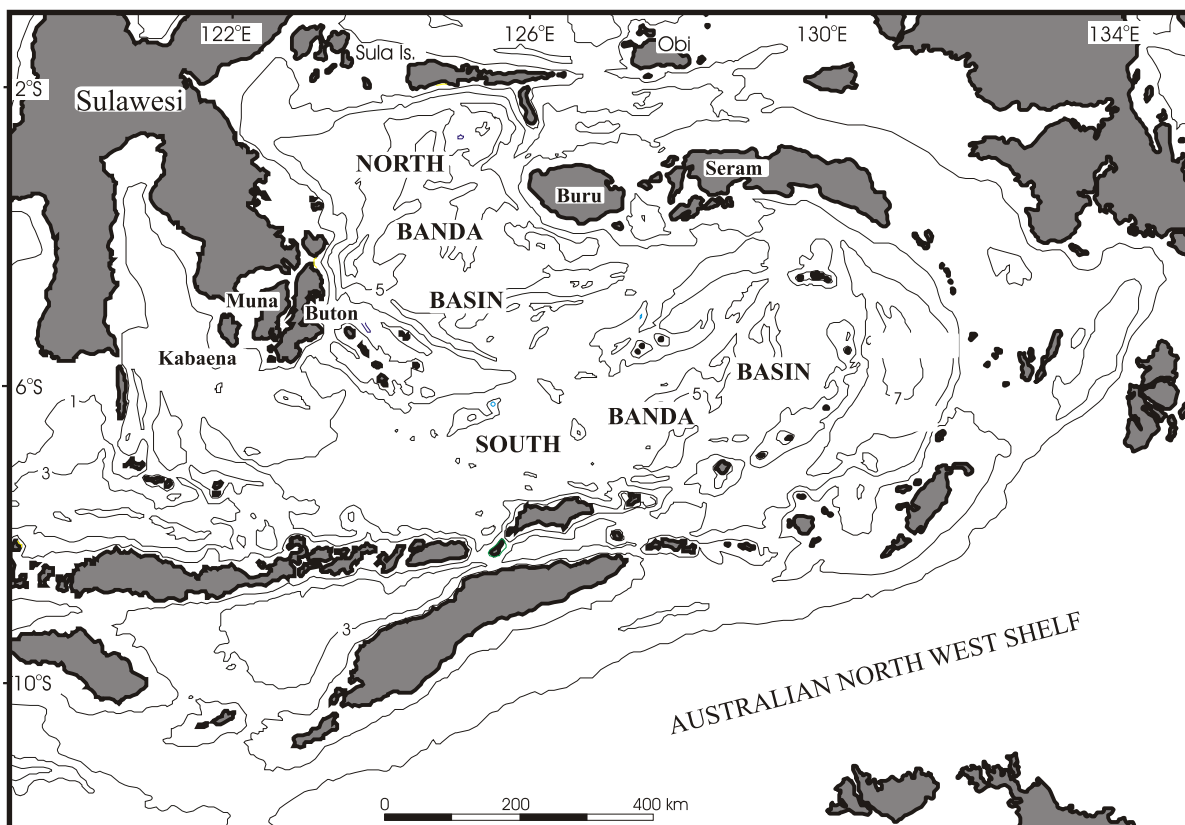 122°E 126°E 130°E 134°E
Sula Is. Obi
2°S
Sulawesi
NORTH
Seram
Buru
BANDA
5
Muna
BASIN
Buton
Kabaena
BASIN
6°S
1
5
7
BANDA
SOUTH
3
3
AUSTRALIAN NORTH WEST SHELF
10°S
0 200 400 km